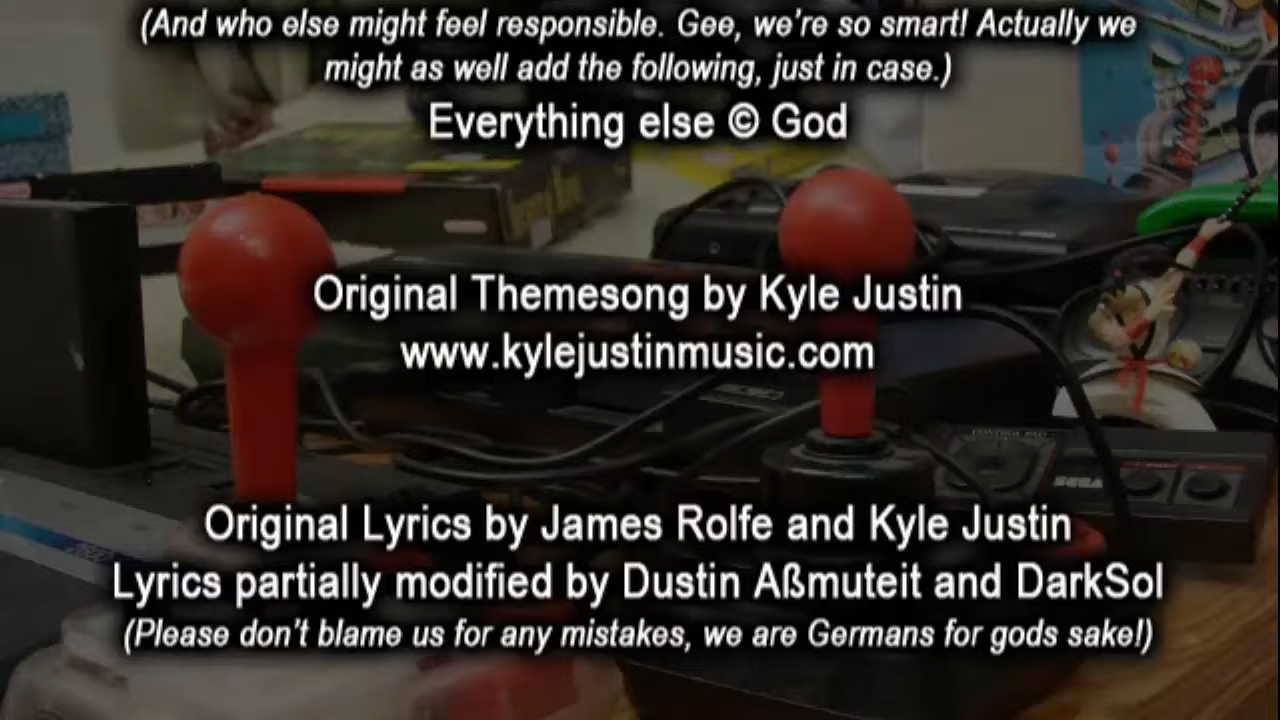 (And who else might feel responsible. Gee, we're so smart! Actually we
might as well add the following, just in case.)
Everything else © God
Original Themesong by Kyle Justin
www.kylejustinmusic.com
CONTROL PAD
SEGA
Original Lyrics by James Rolfe and Kyle Justin
Lyrics partially modified by Dustin Aßmuteit and DarkSol
(Please don't blame us for any mistakes, we are Germans for gods sake!)